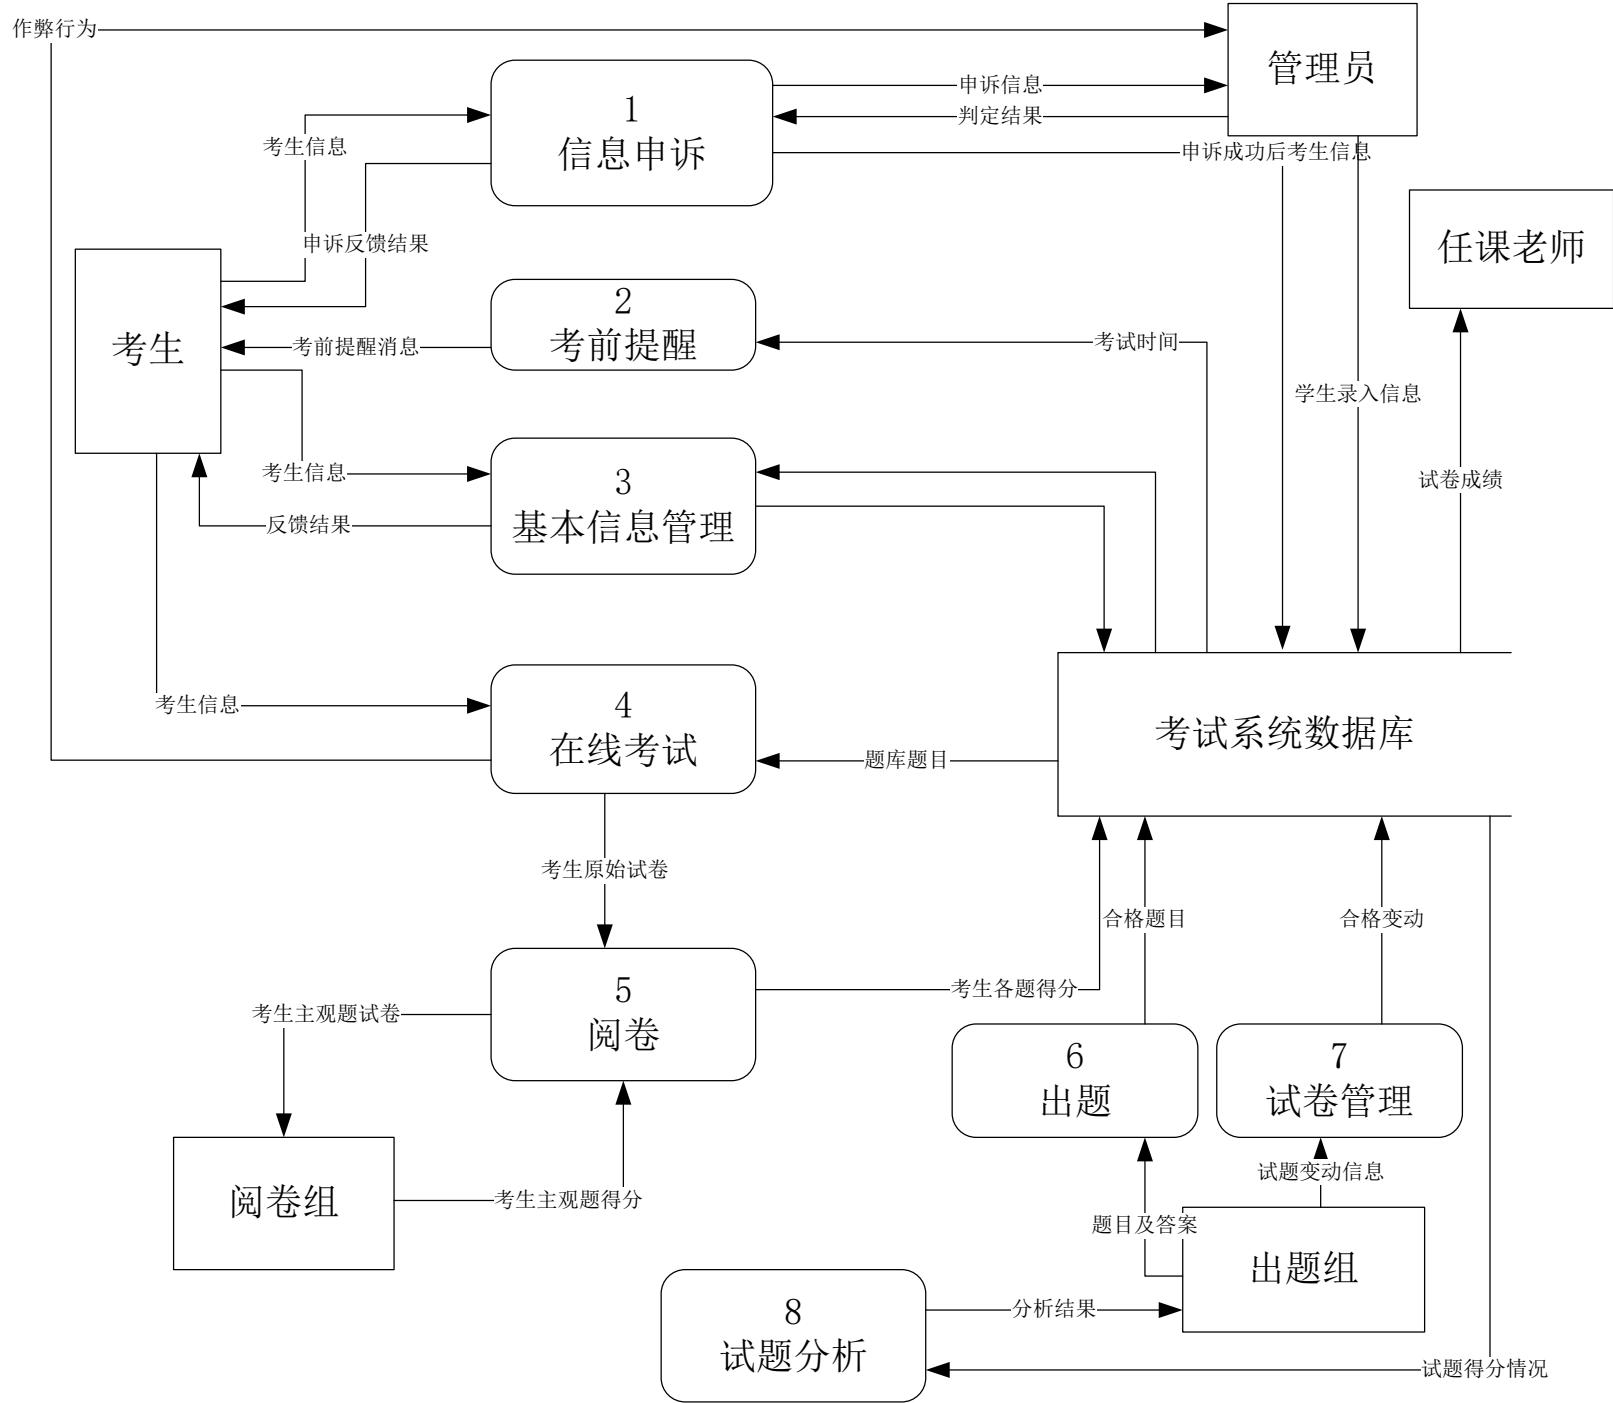 作弊行为
管理员
申诉信息
1
信息申诉
判定结果
考生信息
申诉成功后考生信息
申诉反馈结果
任课老师
2
考前提醒
考生
考前提醒消息
考试时间
学生录入信息
考生信息
3
基本信息管理
试卷成绩
反馈结果
考生信息
4
在线考试
考试系统数据库
题库题目
考生原始试卷
合格题目
合格变动
5
阅卷
考生各题得分
考生主观题试卷
6
出题
7
试卷管理
试题变动信息
阅卷组
考生主观题得分
题目及答案
出题组
8
试题分析
分析结果
试题得分情况